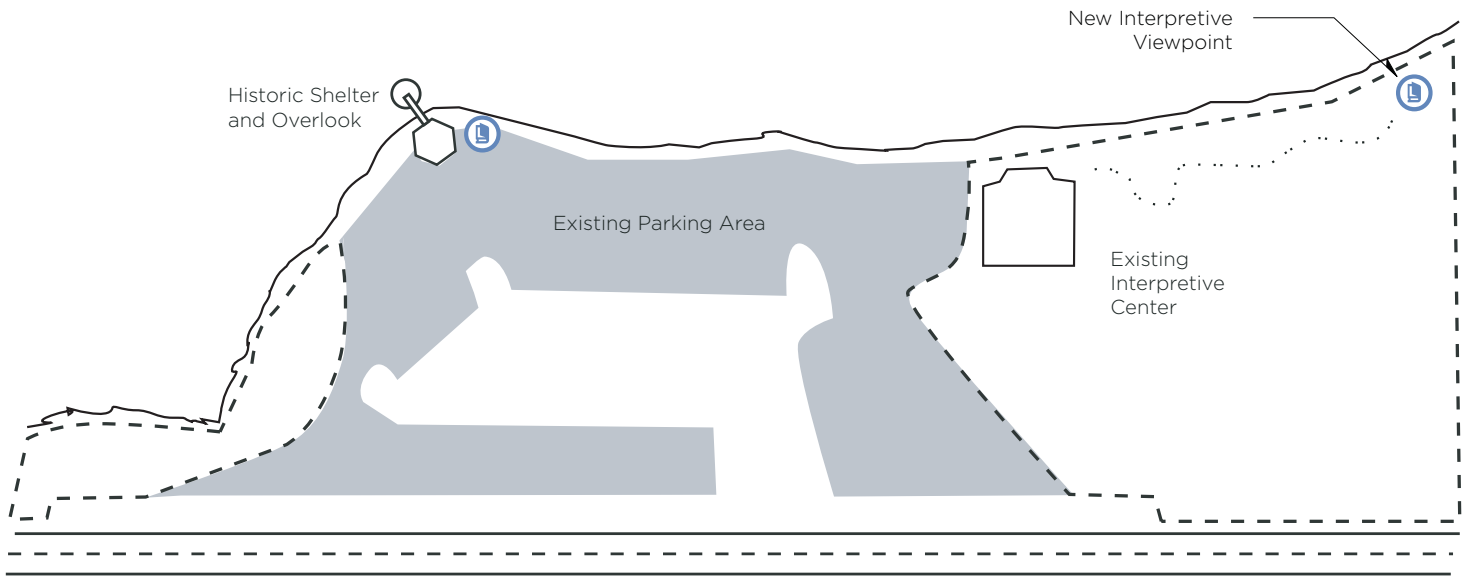 New Interpretive
Viewpoint
Historic Shelter
and Overlook
Existing Parking Area
Existing
Interpretive
Center